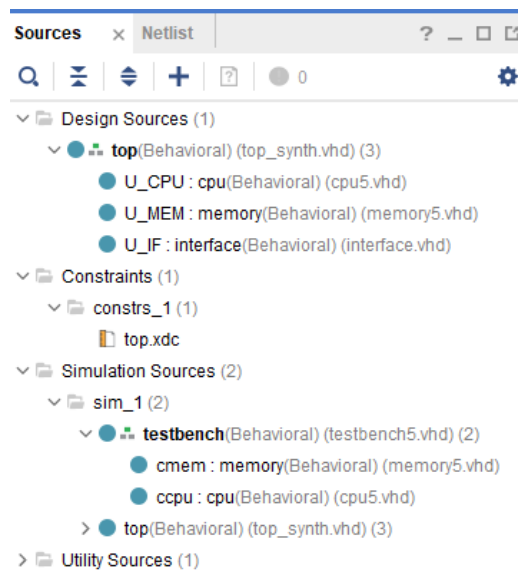 Sources × Netlist ? _
? 0
Design Sources (1)
top(Behavioral) (top_synth.vhd) (3)
U_CPU : cpu(Behavioral) (cpu5.vhd)
U_MEM : memory(Behavioral) (memory5.vhd)
U_IF : interface(Behavioral) (interface.vhd)
Constraints (1)
constrs_1 (1)
top.xdc
Simulation Sources (2)
sim_1 (2)
testbench(Behavioral) (testbench5.vhd) (2)
cmem : memory(Behavioral) (memory5.vhd)
ccpu : cpu(Behavioral) (cpu5.vhd)
top(Behavioral) (top_synth.vhd) (3)
Utility Sources (1)